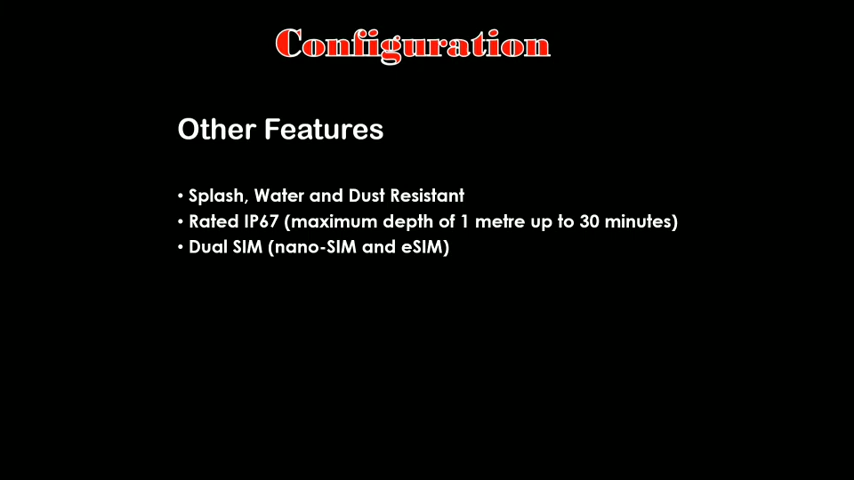 Configuration
Other Features
• Splash, Water and Dust Resistant
• Rated IP67 (maximum depth of 1 metre up to 30 minutes)
• Dual SIM (nano-SIM and eSIM)